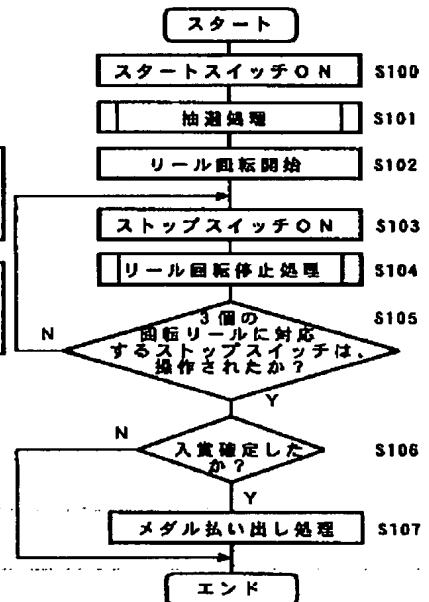 スタート
スタートスイッチON S100
抽選処理 S101
リール回転開始 S102
ストップスイッチON S103
リール回転停止処理 S104
3個の S105
回転リールに対応
するストップスイッチは、
操作されたか?
N
Y
N
入賞確定した S106
か?
Y
メダル払い出し処理 S107
エンド